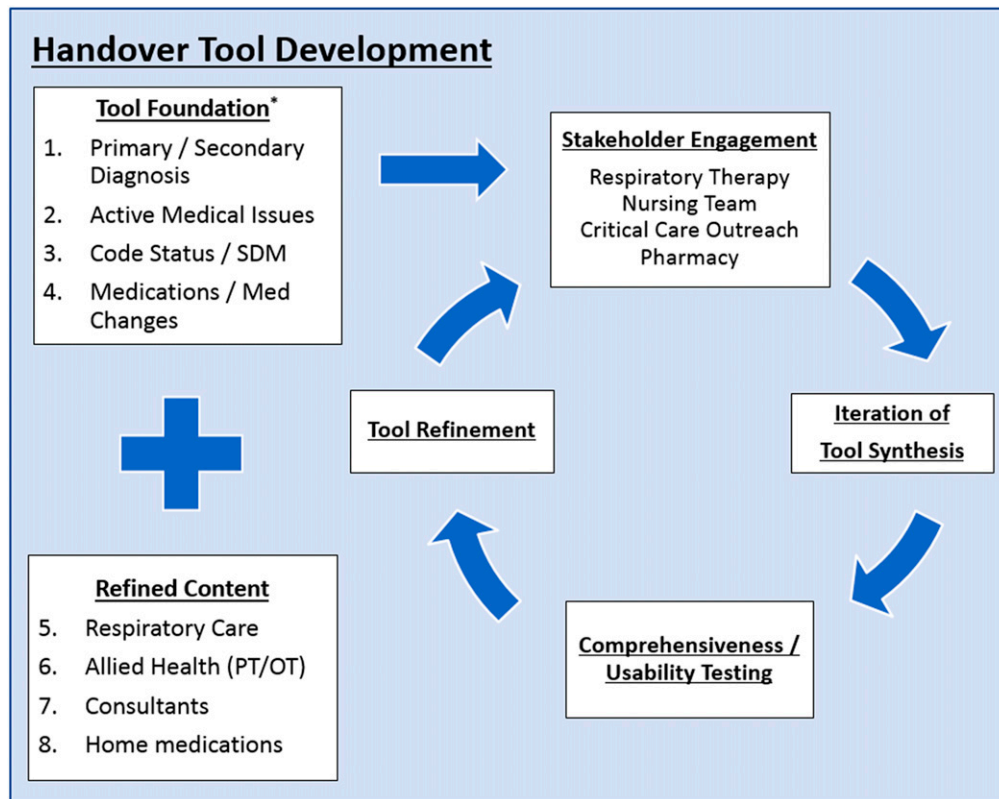 Handover Tool Development
Tool Foundation*
1. Primary / Secondary
Diagnosis
2. Active Medical Issues
3. Code Status / SDM
4. Medications / Med
Changes
Stakeholder Engagement
Respiratory Therapy
Nursing Team
Critical Care Outreach
Pharmacy
Tool Refinement
Iteration of
Tool Synthesis
Refined Content
5. Respiratory Care
6. Allied Health (PT/OT)
7. Consultants
8. Home medications
Comprehensiveness /
Usability Testing